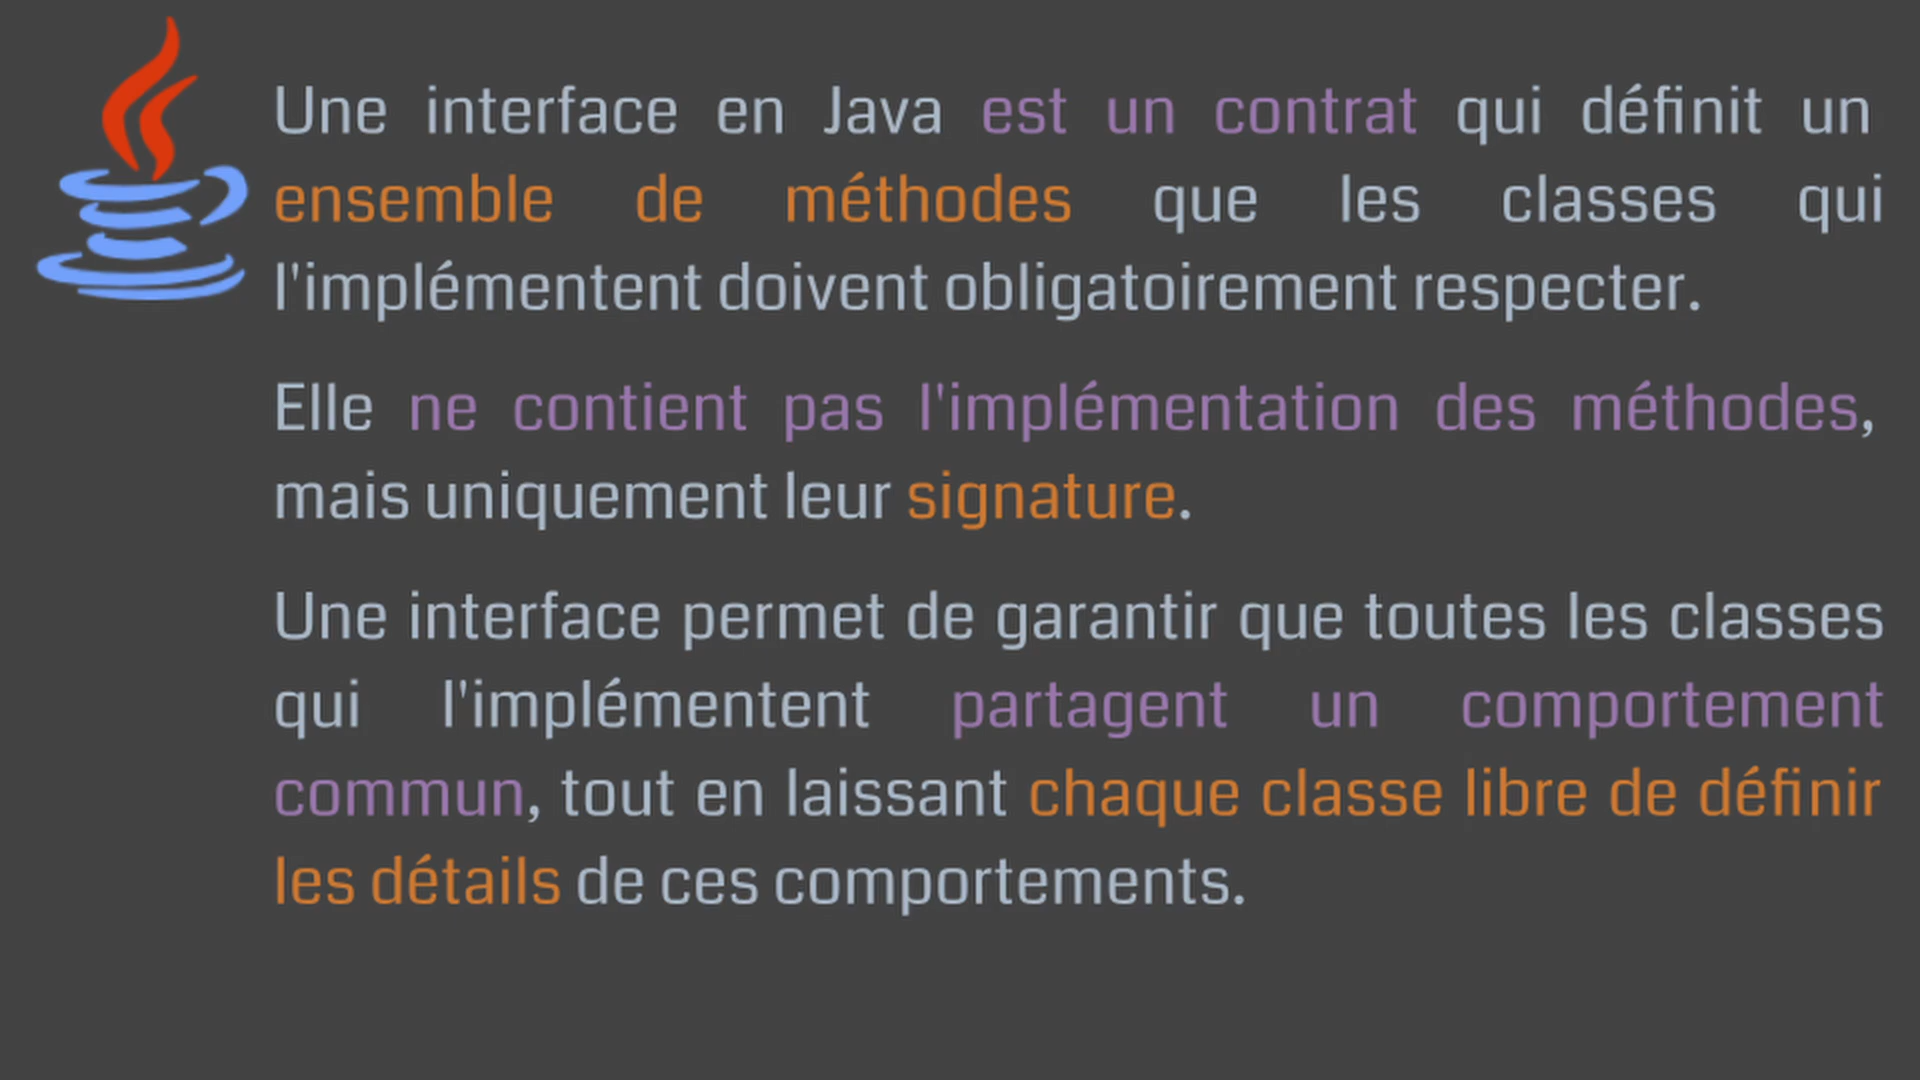 Une interface en Java est un contrat qui définit un
ensemble de méthodes que les classes qui
l'implémentent doivent obligatoirement respecter.
Elle ne contient pas l'implémentation des méthodes,
mais uniquement leur signature.
Une interface permet de garantir que toutes les classes
qui l'implémentent partagent un comportement
commun, tout en laissant chaque classe libre de définir
les détails de ces comportements.